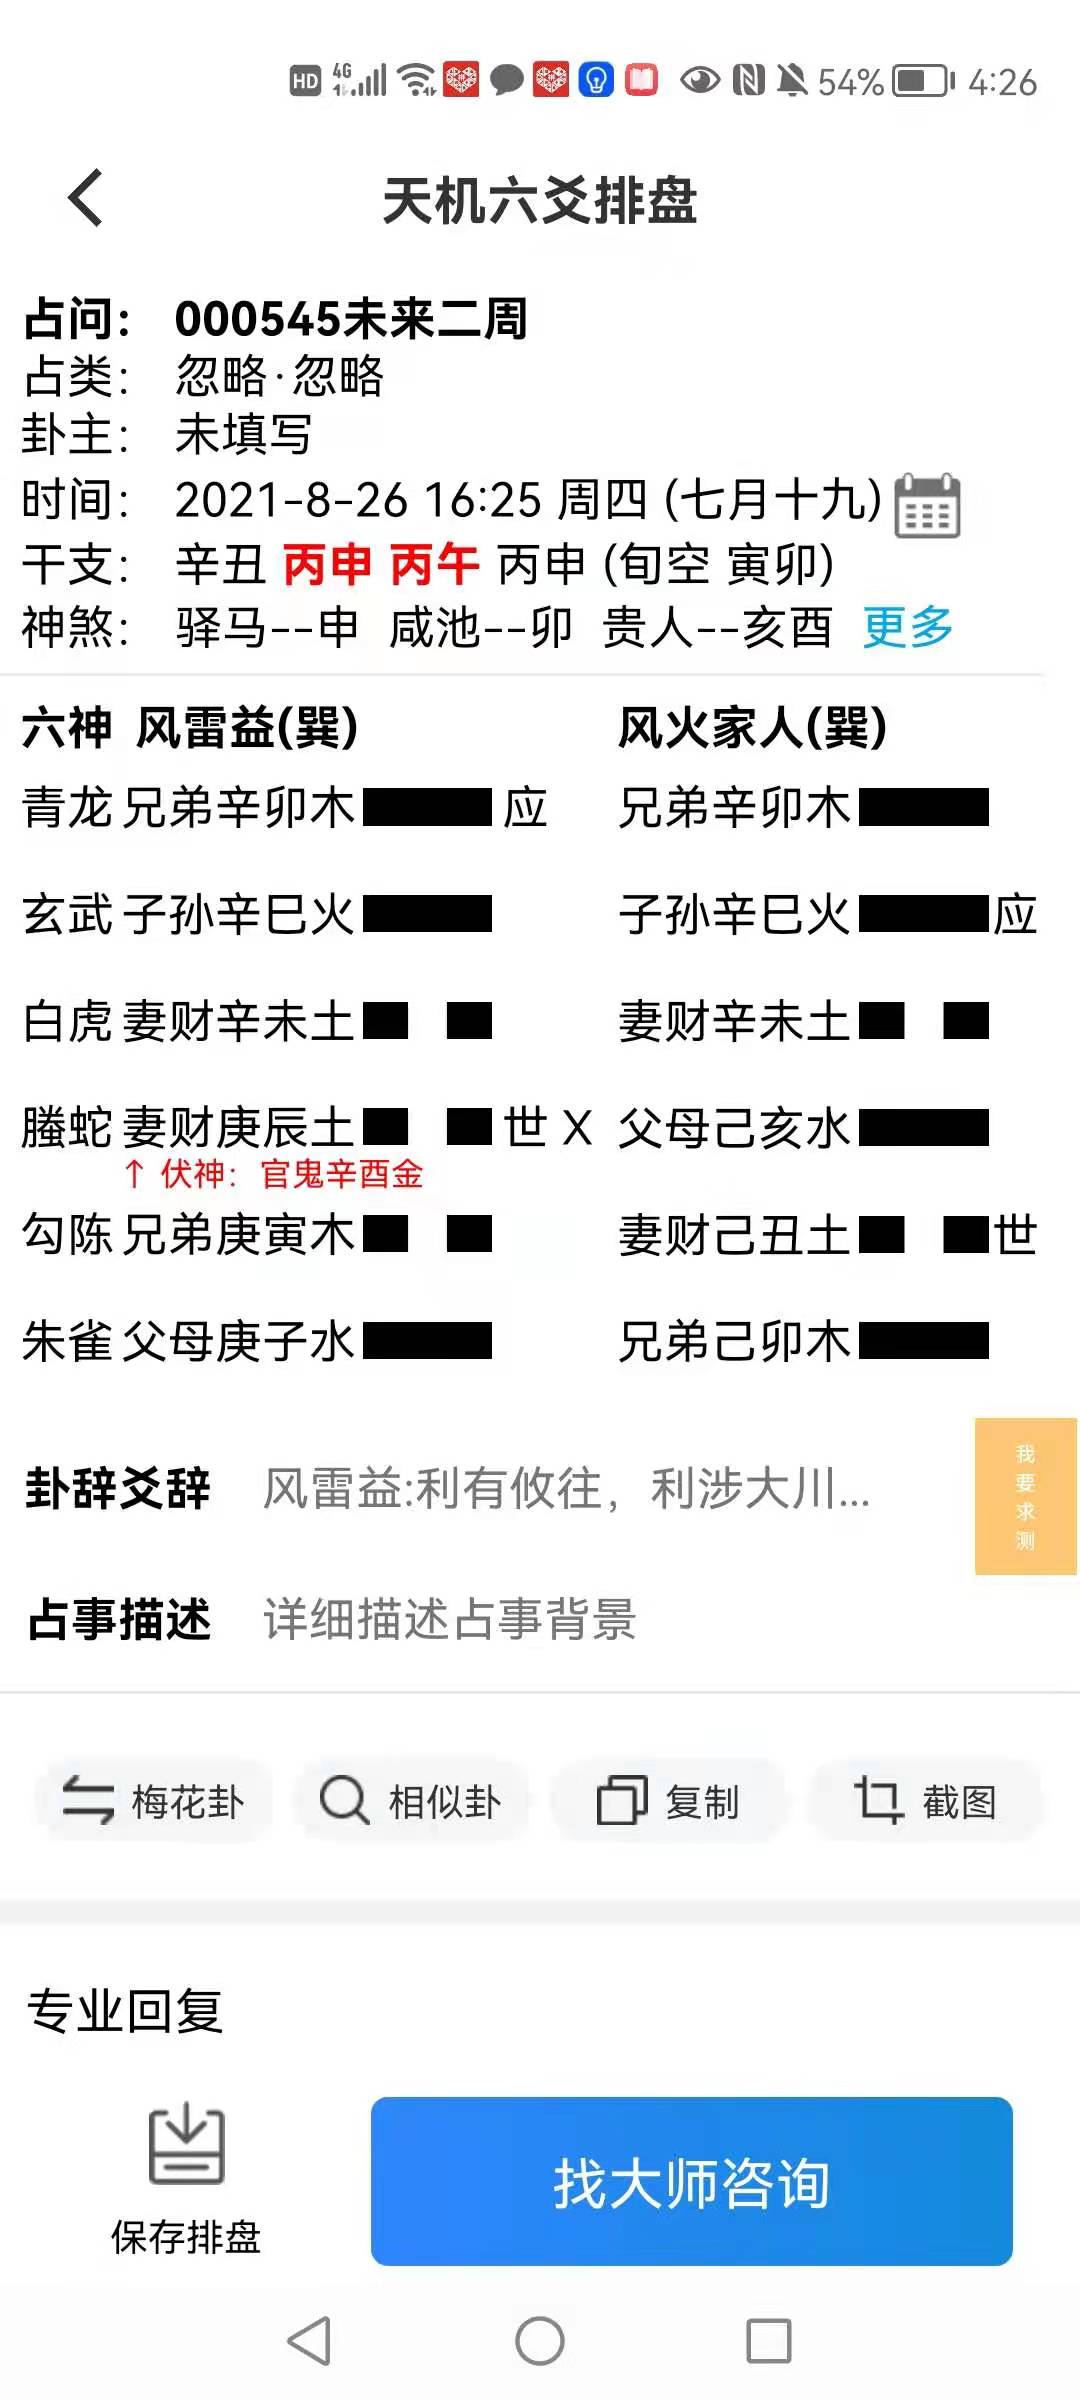 HD 4G 54% 4:26
天机六爻排盘
占问： 000545未来二周
占类： 忽略·忽略
卦主： 未填写
时间： 2021-8-26 16:25 周四 (七月十九)
干支： 辛丑 丙申 丙午 丙申 (旬空 寅卯)
神煞： 驿马--申 咸池--卯 贵人--亥酉 更多
六神 风雷益(巽) 风火家人(巽)
青龙 兄弟辛卯木 应 兄弟辛卯木
玄武 子孙辛巳火 子孙辛巳火 应
白虎 妻财辛未土 妻财辛未土
螣蛇 妻财庚辰土 世 X 父母己亥水
↑ 伏神：官鬼辛酉金
勾陈 兄弟庚寅木 妻财己丑土 世
朱雀 父母庚子水 兄弟己卯木
卦辞爻辞 风雷益:利有攸往，利涉大川...
我要求测
占事描述 详细描述占事背景
梅花卦 相似卦 复制 截图
专业回复
保存排盘 找大师咨询